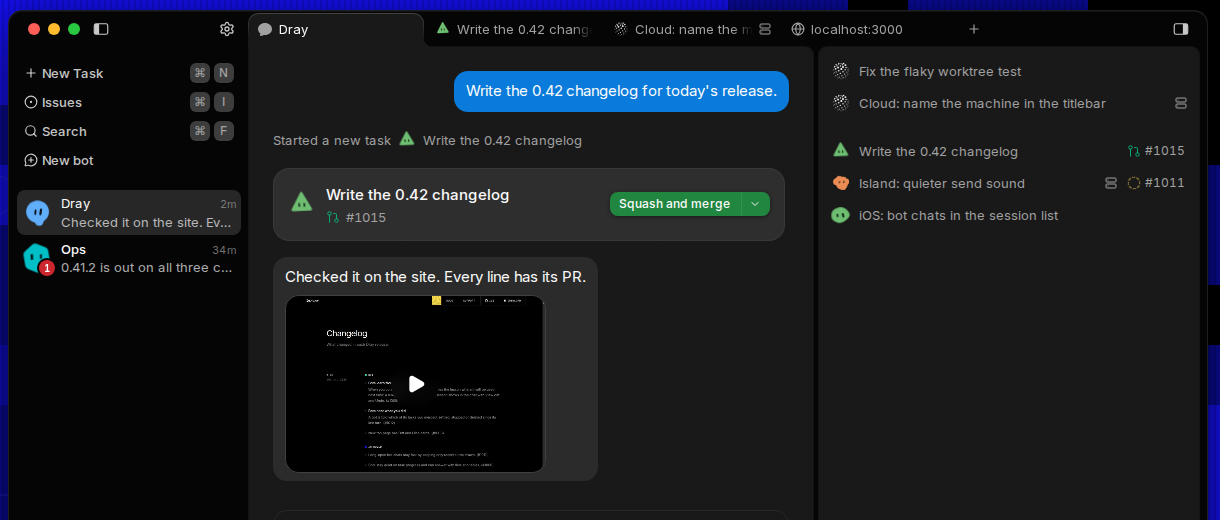 Dray
Write the 0.42 chang
Cloud: name the m
localhost:3000
New Task ⌘ N
Issues ⌘ I
Search ⌘ F
New bot
Dray 2m
Checked it on the site. Ev...
Ops 34m
1
0.41.2 is out on all three c...
Write the 0.42 changelog for today's release.
Started a new task Write the 0.42 changelog
Write the 0.42 changelog
#1015
Squash and merge
Checked it on the site. Every line has its PR.
Changelog
Fix the flaky worktree test
Cloud: name the machine in the titlebar
Write the 0.42 changelog #1015
Island: quieter send sound #1011
iOS: bot chats in the session list